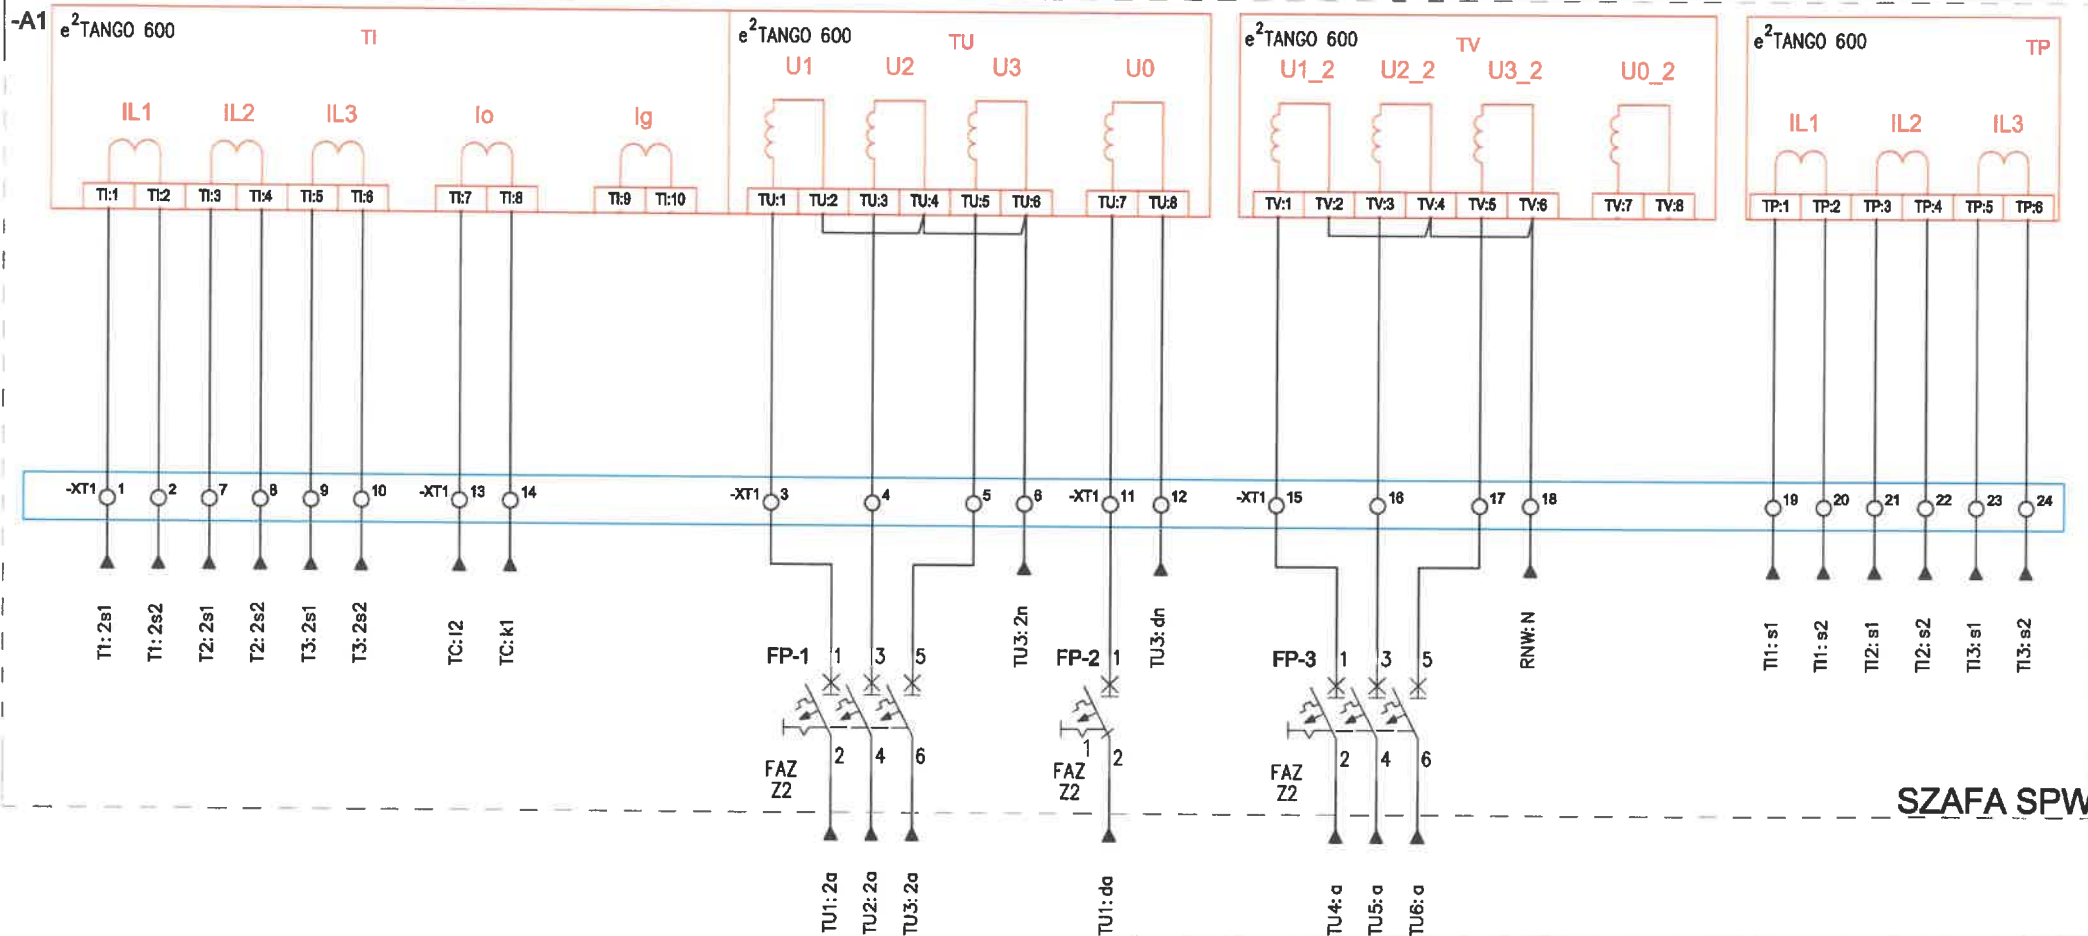 -A1
e²TANGO 600
TI
e²TANGO 600
TU
e²TANGO 600
TV
e²TANGO 600
TP
U1 U2 U3 U0
U1_2 U2_2 U3_2 U0_2
IL1 IL2 IL3 Io Ig
IL1 IL2 IL3
TI:1 TI:2 TI:3 TI:4 TI:5 TI:6 TI:7 TI:8 TI:9 TI:10
TU:1 TU:2 TU:3 TU:4 TU:5 TU:6 TU:7 TU:8
TV:1 TV:2 TV:3 TV:4 TV:5 TV:6 TV:7 TV:8
TP:1 TP:2 TP:3 TP:4 TP:5 TP:6
-XT1 1 2 7 8 9 10 -XT1 13 14 -XT1 3 4 5 6 -XT1 11 12 -XT1 15 16 17 18 19 20 21 22 23 24
T1: 2s1
T1: 2s2
T2: 2s1
T2: 2s2
T3: 2s1
T3: 2s2
TC: l2
TC: k1
TU3: 2n
TU3: dn
RNW: N
TI1: s1
TI1: s2
TI2: s1
TI2: s2
TI3: s1
TI3: s2
FP-1 1 3 5
FP-2 1
FP-3 1 3 5
2 4 6
1 2
2 4 6
FAZ
Z2
FAZ
Z2
FAZ
Z2
SZAFA SPW
TU1: 2a
TU2: 2a
TU3: 2a
TU1: da
TU4: a
TU5: a
TU6: a